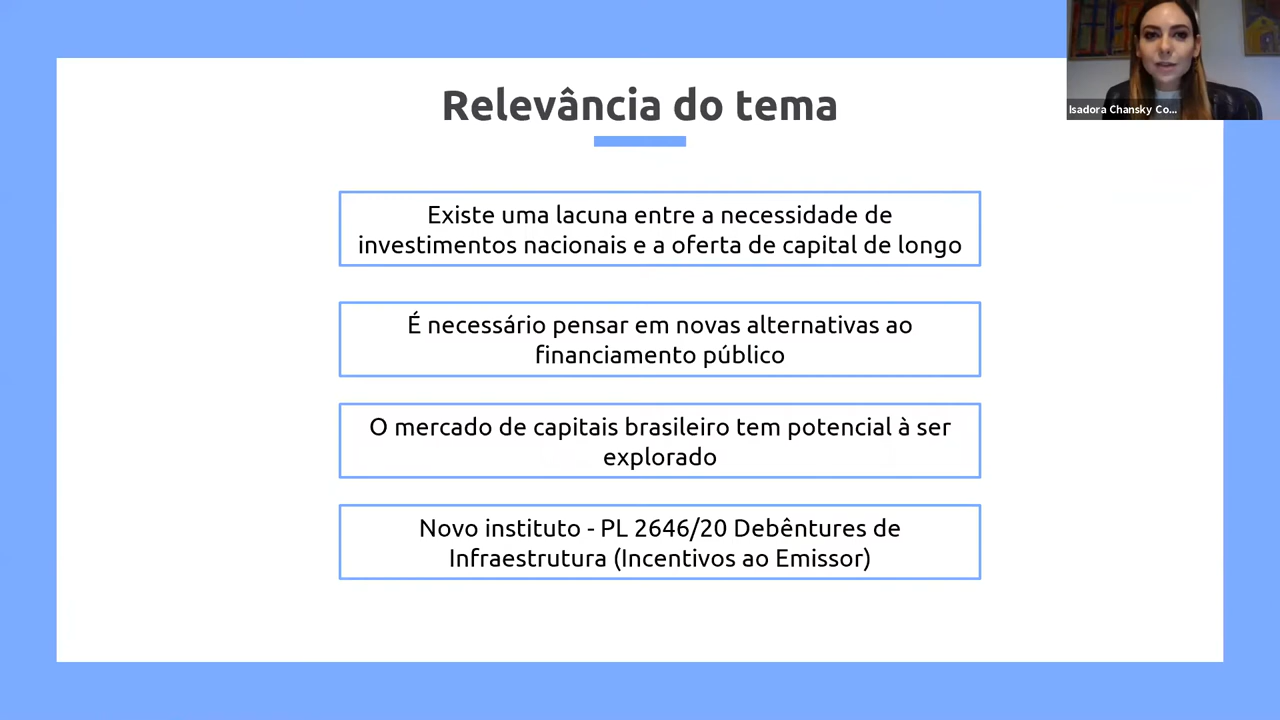 Relevância do tema
Isadora Chansky Co...
Existe uma lacuna entre a necessidade de
investimentos nacionais e a oferta de capital de longo
É necessário pensar em novas alternativas ao
financiamento público
O mercado de capitais brasileiro tem potencial à ser
explorado
Novo instituto - PL 2646/20 Debêntures de
Infraestrutura (Incentivos ao Emissor)